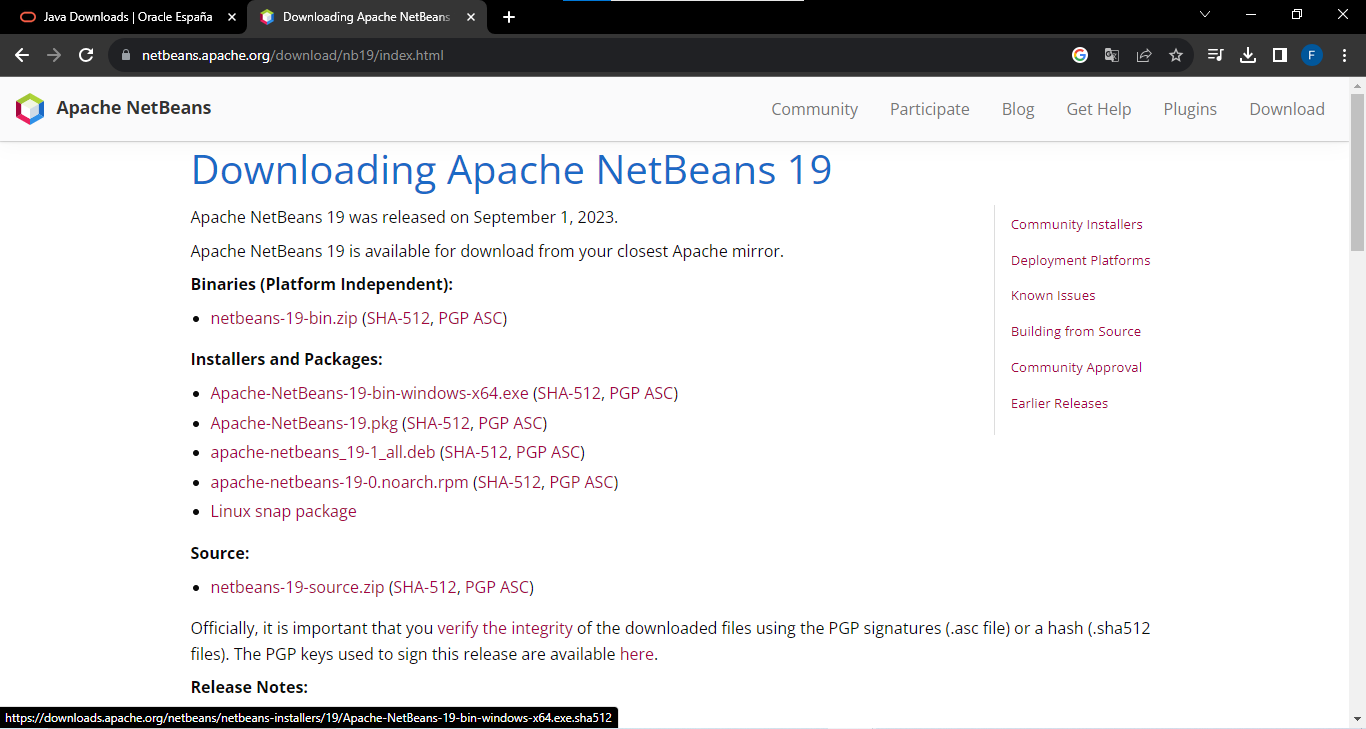 Java Downloads | Oracle España
Downloading Apache NetBeans
netbeans.apache.org/download/nb19/index.html
F
Apache NetBeans
Community Participate Blog Get Help Plugins Download
Downloading Apache NetBeans 19
Apache NetBeans 19 was released on September 1, 2023.
Apache NetBeans 19 is available for download from your closest Apache mirror.
Binaries (Platform Independent):
netbeans-19-bin.zip (SHA-512, PGP ASC)
Installers and Packages:
Apache-NetBeans-19-bin-windows-x64.exe (SHA-512, PGP ASC)
Apache-NetBeans-19.pkg (SHA-512, PGP ASC)
apache-netbeans_19-1_all.deb (SHA-512, PGP ASC)
apache-netbeans-19-0.noarch.rpm (SHA-512, PGP ASC)
Linux snap package
Source:
netbeans-19-source.zip (SHA-512, PGP ASC)
Officially, it is important that you verify the integrity of the downloaded files using the PGP signatures (.asc file) or a hash (.sha512
files). The PGP keys used to sign this release are available here.
Release Notes:
Community Installers
Deployment Platforms
Known Issues
Building from Source
Community Approval
Earlier Releases
https://downloads.apache.org/netbeans/netbeans-installers/19/Apache-NetBeans-19-bin-windows-x64.exe.sha512